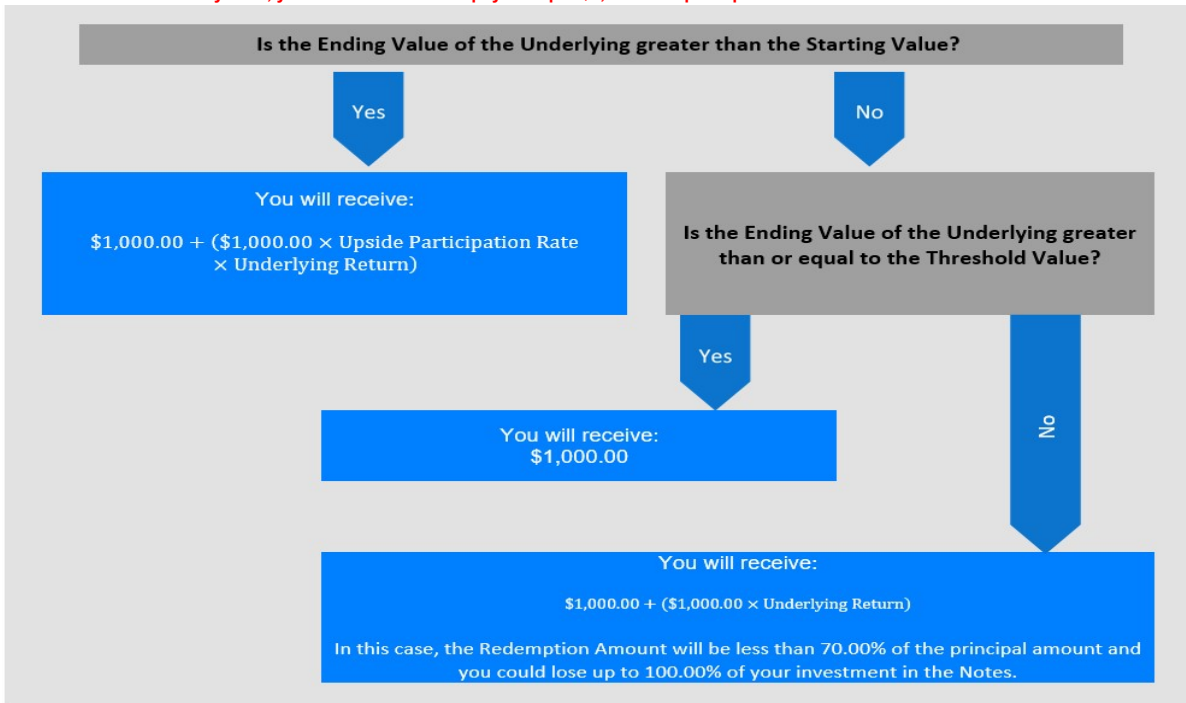 Is the Ending Value of the Underlying greater than the Starting Value?
Yes
No
You will receive:
$1,000.00 + ($1,000.00 × Upside Participation Rate
× Underlying Return)
Is the Ending Value of the Underlying greater
than or equal to the Threshold Value?
Yes
No
You will receive:
$1,000.00
You will receive:
$1,000.00 + ($1,000.00 × Underlying Return)
In this case, the Redemption Amount will be less than 70.00% of the principal amount and
you could lose up to 100.00% of your investment in the Notes.